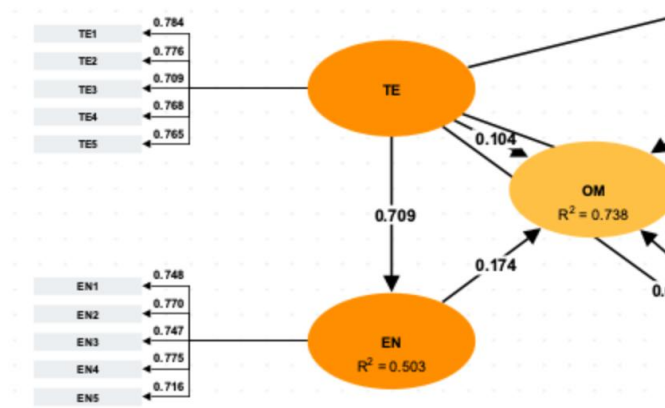 0.784
TE1
0.776
TE2
0.709
TE3
0.768
TE4
0.765
TE5
TE
0.104
OM
R² = 0.738
0.709
0.174
0.748
EN1
0.770
EN2
0.747
EN3
0.775
EN4
0.716
EN5
EN
R² = 0.503